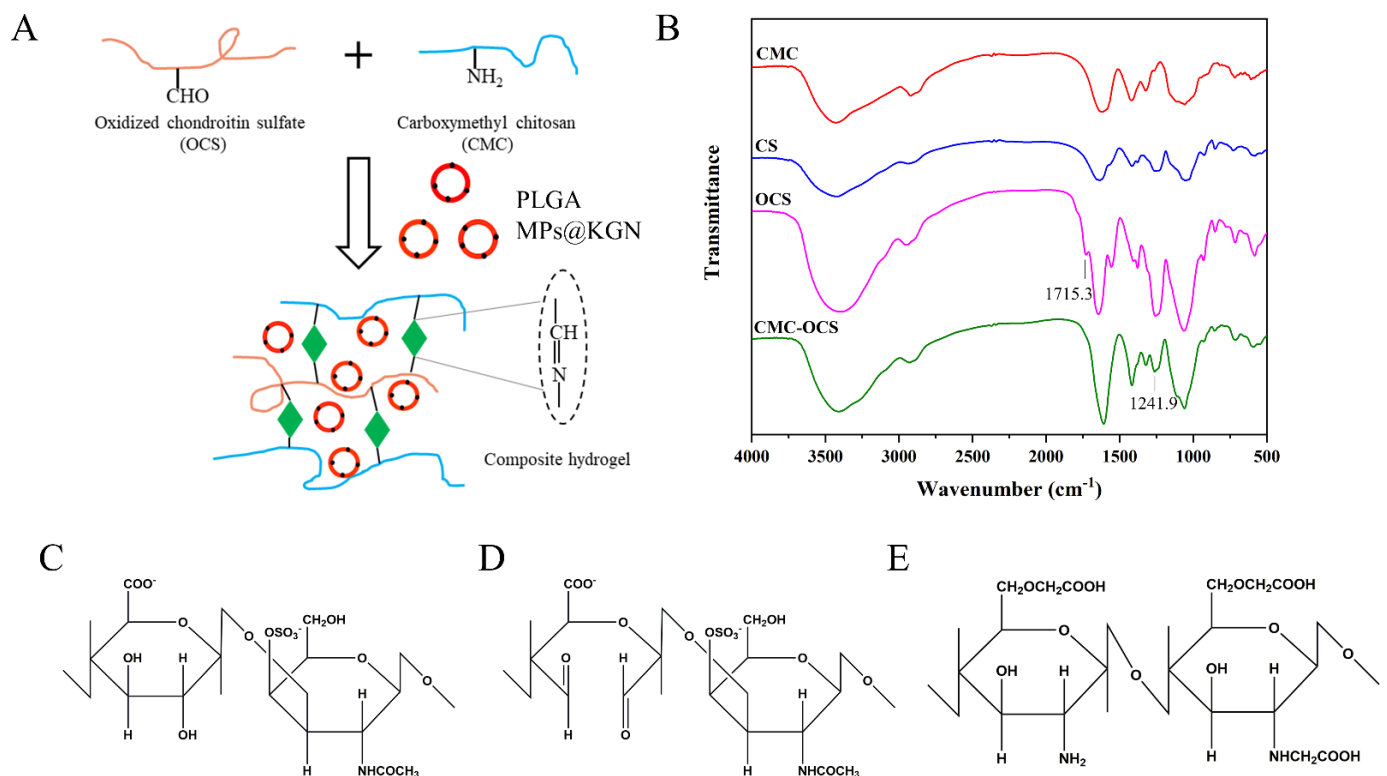 A
+
CHO
NH2
Oxidized chondroitin sulfate
(OCS)
Carboxymethyl chitosan
(CMC)
PLGA
MPs@KGN
CH
N
Composite hydrogel
B
CMC
CS
OCS
1715.3
CMC-OCS
1241.9
Transmittance
4000 3500 3000 2500 2000 1500 1000 500
Wavenumber (cm-1)
C
COO-
O
OH H
H OH
O
OSO3-
CH2OH
O
H
H NHCOCH3
O
D
COO-
O
O H
H O
O
OSO3-
CH2OH
O
H
H NHCOCH3
O
E
CH2OCH2COOH
O
OH H
H NH2
O
CH2OCH2COOH
O
OH H
H NHCH2COOH
O